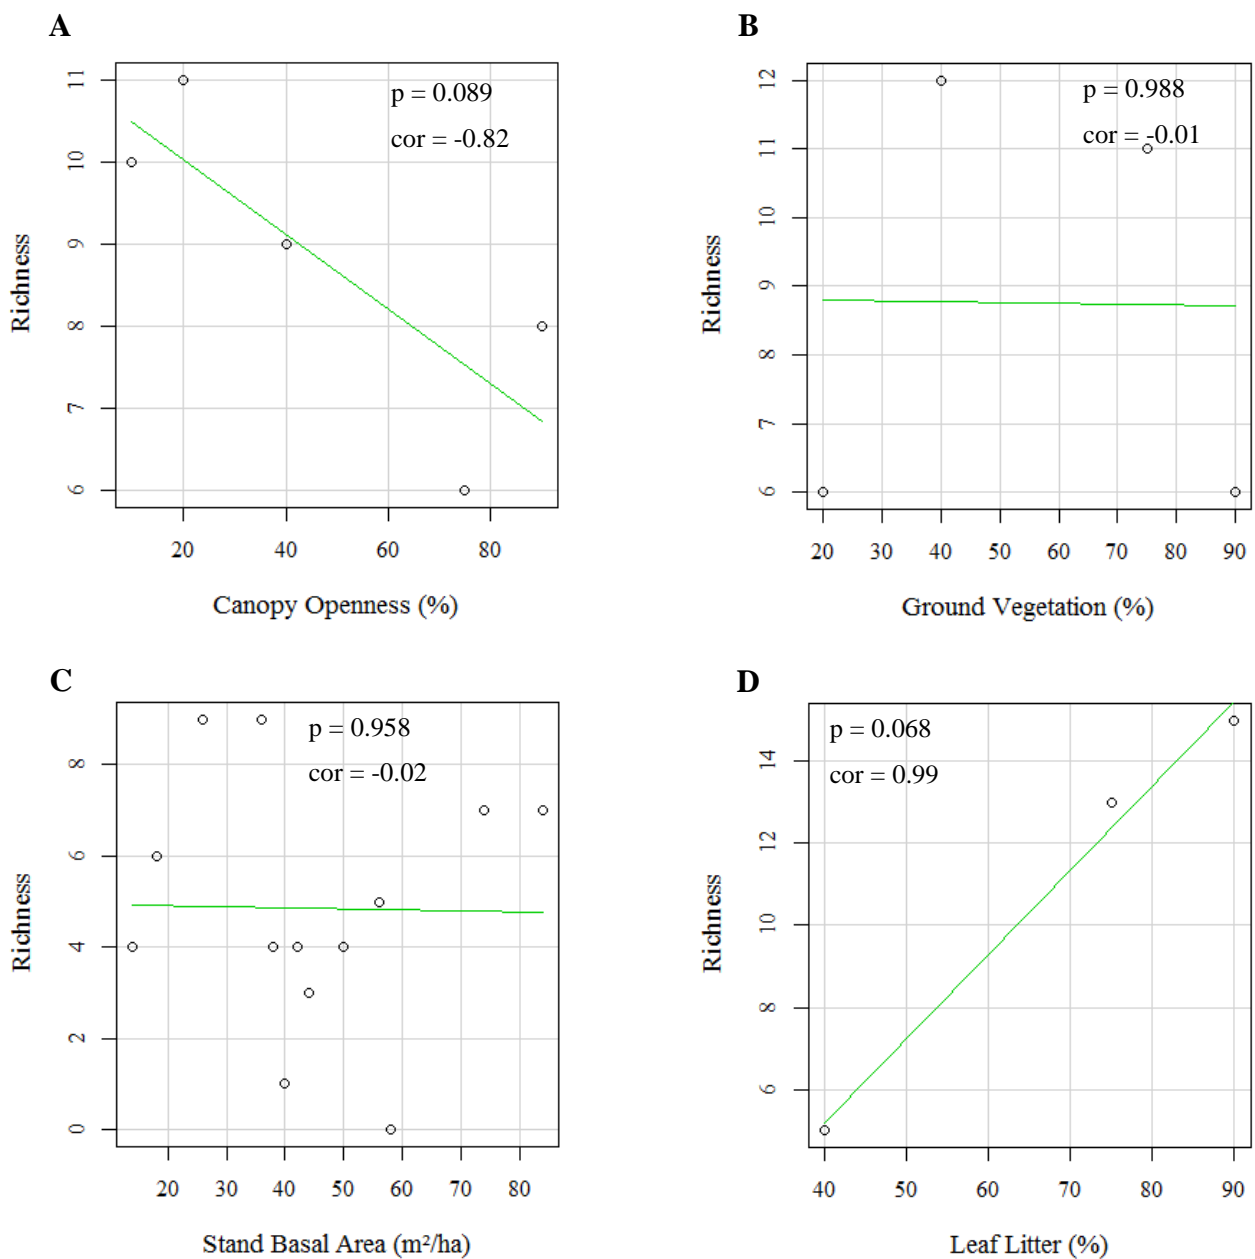 A
p = 0.089
cor = -0.82
11
10
9
8
7
6
Richness
20 40 60 80
Canopy Openness (%)
B
p = 0.988
cor = -0.01
12
11
10
9
8
7
6
Richness
20 30 40 50 60 70 80 90
Ground Vegetation (%)
C
p = 0.958
cor = -0.02
8
6
4
2
0
Richness
20 30 40 50 60 70 80
Stand Basal Area (m²/ha)
D
p = 0.068
cor = 0.99
14
12
10
8
6
Richness
40 50 60 70 80 90
Leaf Litter (%)